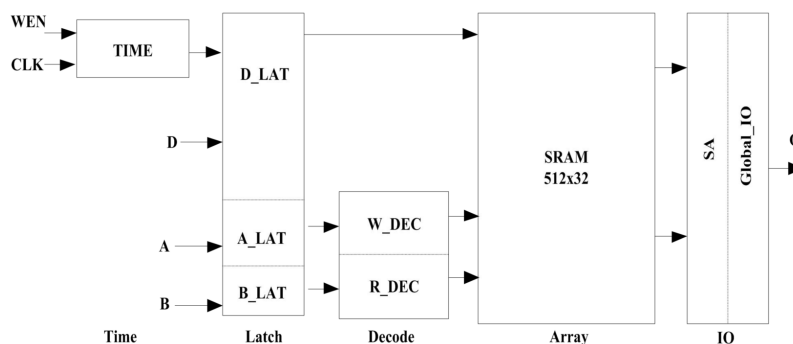 WEN
CLK
TIME
D_LAT
D
SRAM
512x32
SA
Global_IO
A
A_LAT
W_DEC
B
B_LAT
R_DEC
Time
Latch
Decode
Array
IO